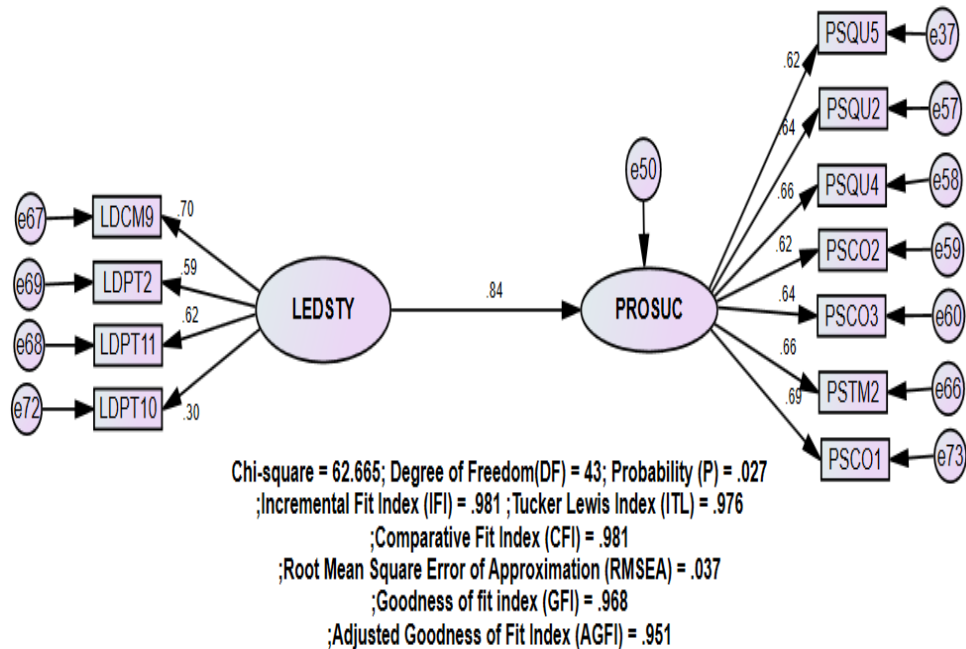 PSQU5
e37
.62
PSQU2
e57
.64
e50
PSQU4
e58
.66
e67
LDCM9
.70
PSCO2
e59
.62
e69
LDPT2
.59
LEDSTY
.84
PROSUC
PSCO3
e60
.64
e68
LDPT11
.62
PSTM2
e66
.66
e72
LDPT10
.30
PSCO1
e73
.69
Chi-square = 62.665; Degree of Freedom(DF) = 43; Probability (P) = .027
;Incremental Fit Index (IFI) = .981 ;Tucker Lewis Index (ITL) = .976
;Comparative Fit Index (CFI) = .981
;Root Mean Square Error of Approximation (RMSEA) = .037
;Goodness of fit index (GFI) = .968
;Adjusted Goodness of Fit Index (AGFI) = .951